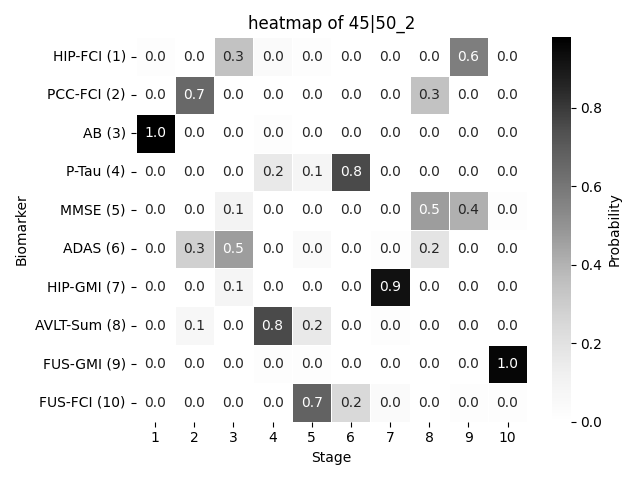 heatmap of 45|50_2
HIP-FCI (1) 0.0 0.0 0.3 0.0 0.0 0.0 0.0 0.0 0.6 0.0
PCC-FCI (2) 0.0 0.7 0.0 0.0 0.0 0.0 0.0 0.3 0.0 0.0
AB (3) 1.0 0.0 0.0 0.0 0.0 0.0 0.0 0.0 0.0 0.0
P-Tau (4) 0.0 0.0 0.0 0.2 0.1 0.8 0.0 0.0 0.0 0.0
MMSE (5) 0.0 0.0 0.1 0.0 0.0 0.0 0.0 0.5 0.4 0.0
ADAS (6) 0.0 0.3 0.5 0.0 0.0 0.0 0.0 0.2 0.0 0.0
HIP-GMI (7) 0.0 0.0 0.1 0.0 0.0 0.0 0.9 0.0 0.0 0.0
AVLT-Sum (8) 0.0 0.1 0.0 0.8 0.2 0.0 0.0 0.0 0.0 0.0
FUS-GMI (9) 0.0 0.0 0.0 0.0 0.0 0.0 0.0 0.0 0.0 1.0
FUS-FCI (10) 0.0 0.0 0.0 0.0 0.7 0.2 0.0 0.0 0.0 0.0
1 2 3 4 5 6 7 8 9 10
Stage
Biomarker
0.8
0.6
0.4
0.2
0.0
Probability